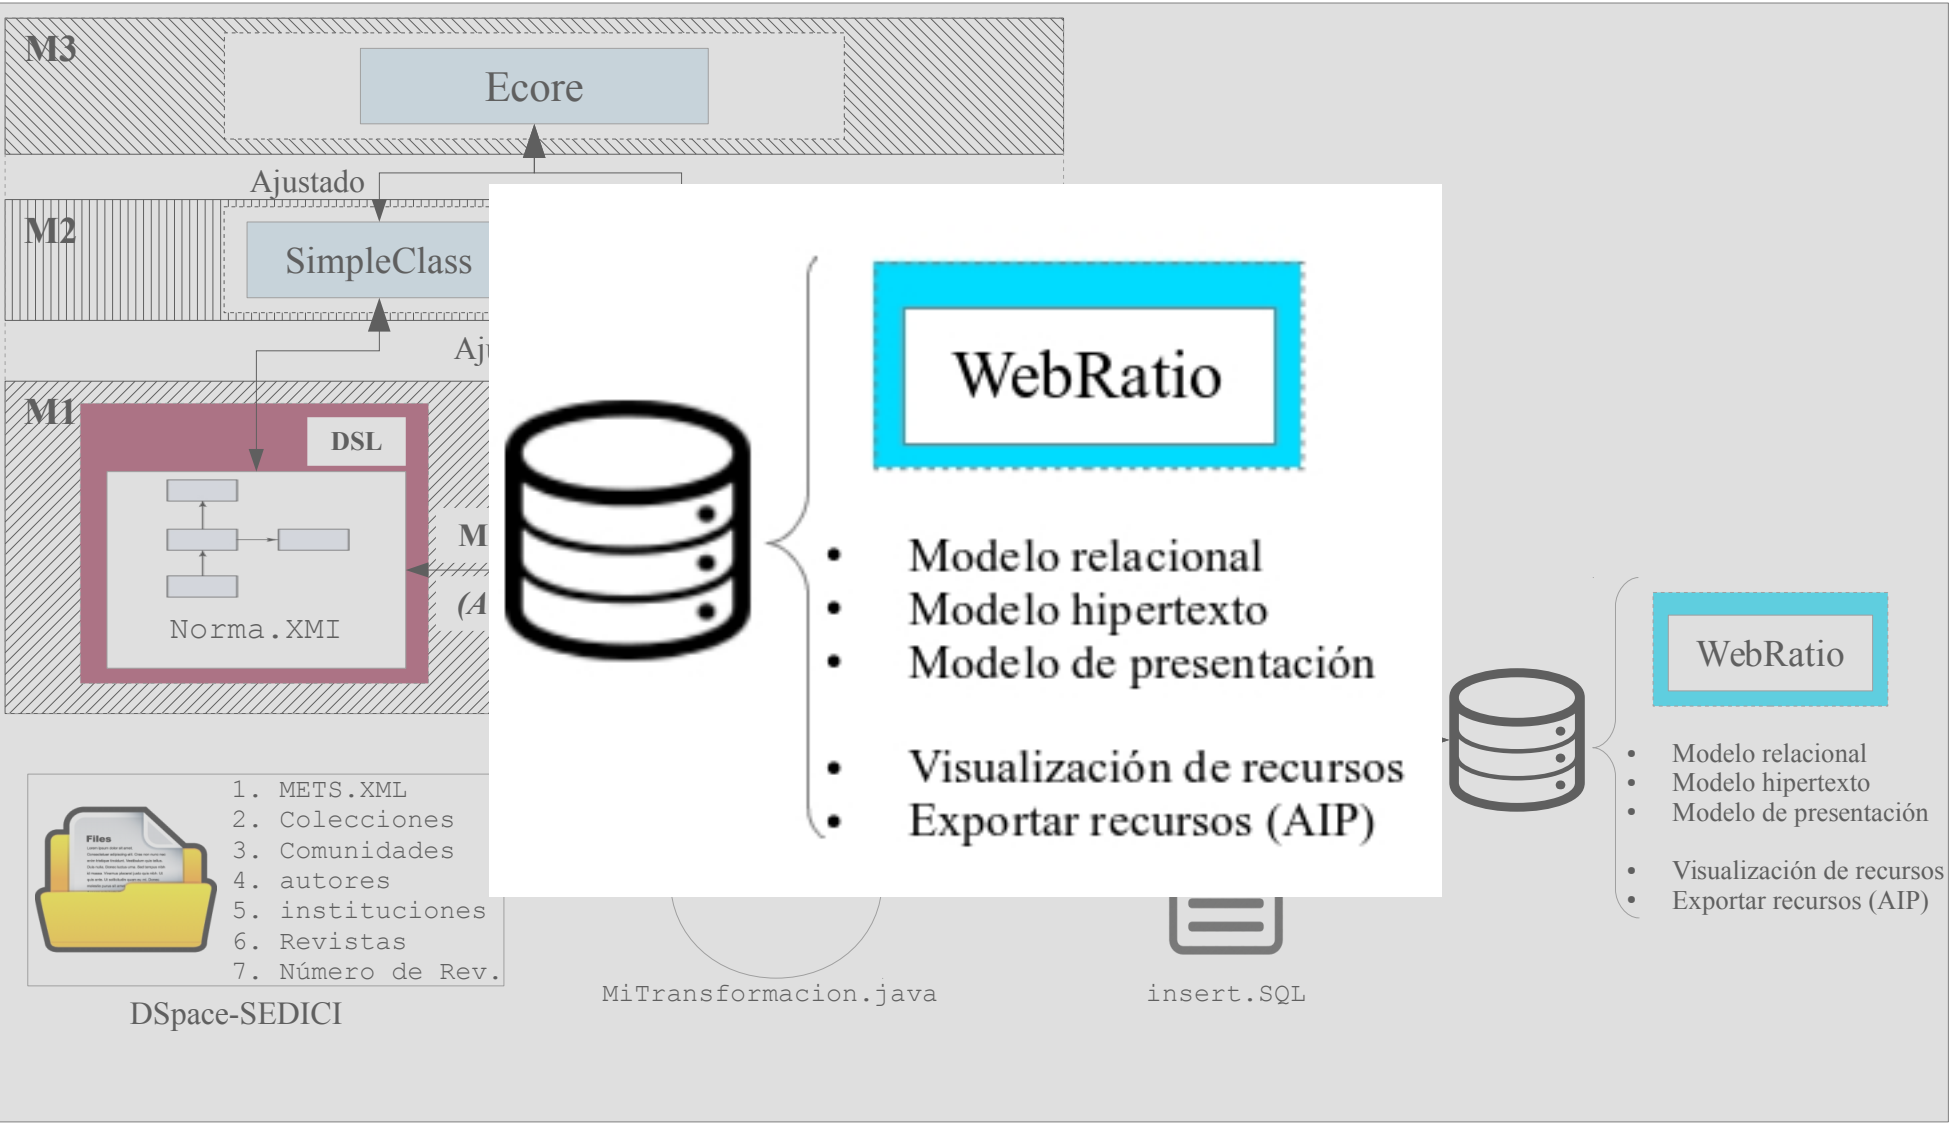 M3
Ecore
Ajustado
M2
SimpleClass
M1
DSL
Norma.XMI
WebRatio
• Modelo relacional
• Modelo hipertexto
• Modelo de presentación
• Visualización de recursos
• Exportar recursos (AIP)
Files
1. METS.XML
2. Colecciones
3. Comunidades
4. autores
5. instituciones
6. Revistas
7. Número de Rev.
DSpace-SEDICI
MiTransformacion.java
insert.SQL
WebRatio
• Modelo relacional
• Modelo hipertexto
• Modelo de presentación
• Visualización de recursos
• Exportar recursos (AIP)